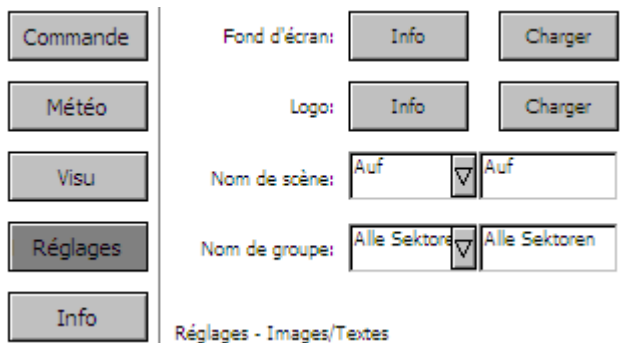 Commande
Fond d'écran: Info Charger
Météo
Logo: Info Charger
Visu
Nom de scène: Auf Auf
Réglages
Nom de groupe: Alle Sektore Alle Sektoren
Info
Réglages - Images/Textes